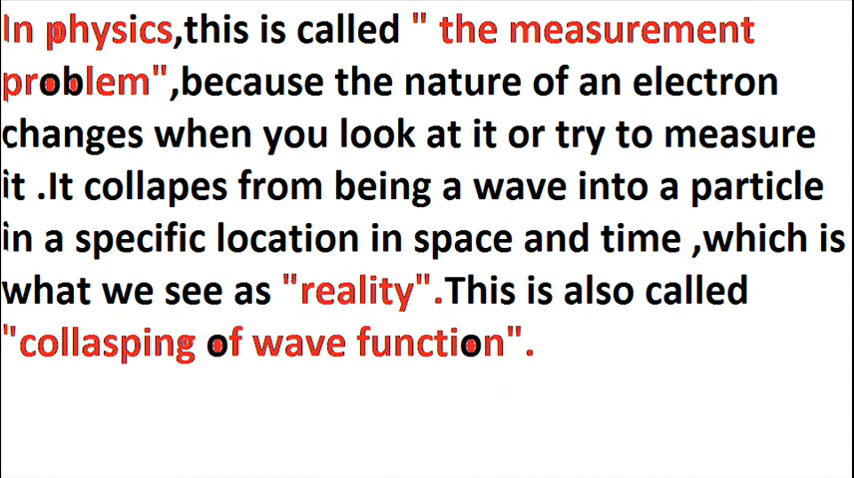 In physics,this is called " the measurement
problem",because the nature of an electron
changes when you look at it or try to measure
it .It collapes from being a wave into a particle
in a specific location in space and time ,which is
what we see as "reality".This is also called
"collasping of wave function".